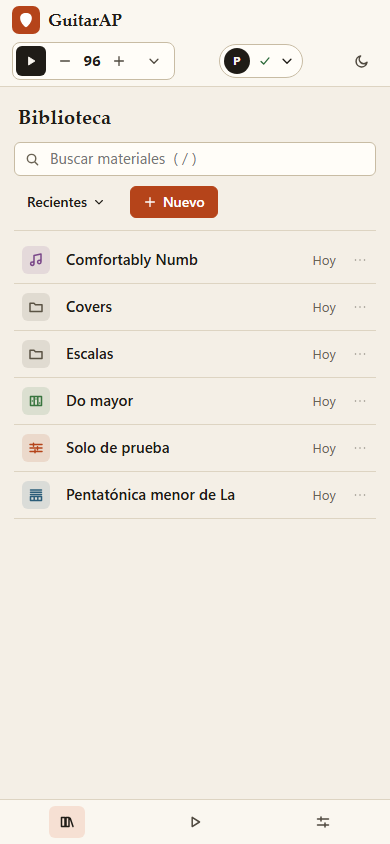 GuitarAP
96
P
Biblioteca
Buscar materiales ( / )
Recientes
Nuevo
Comfortably Numb Hoy
Covers Hoy
Escalas Hoy
Do mayor Hoy
Solo de prueba Hoy
Pentatónica menor de La Hoy